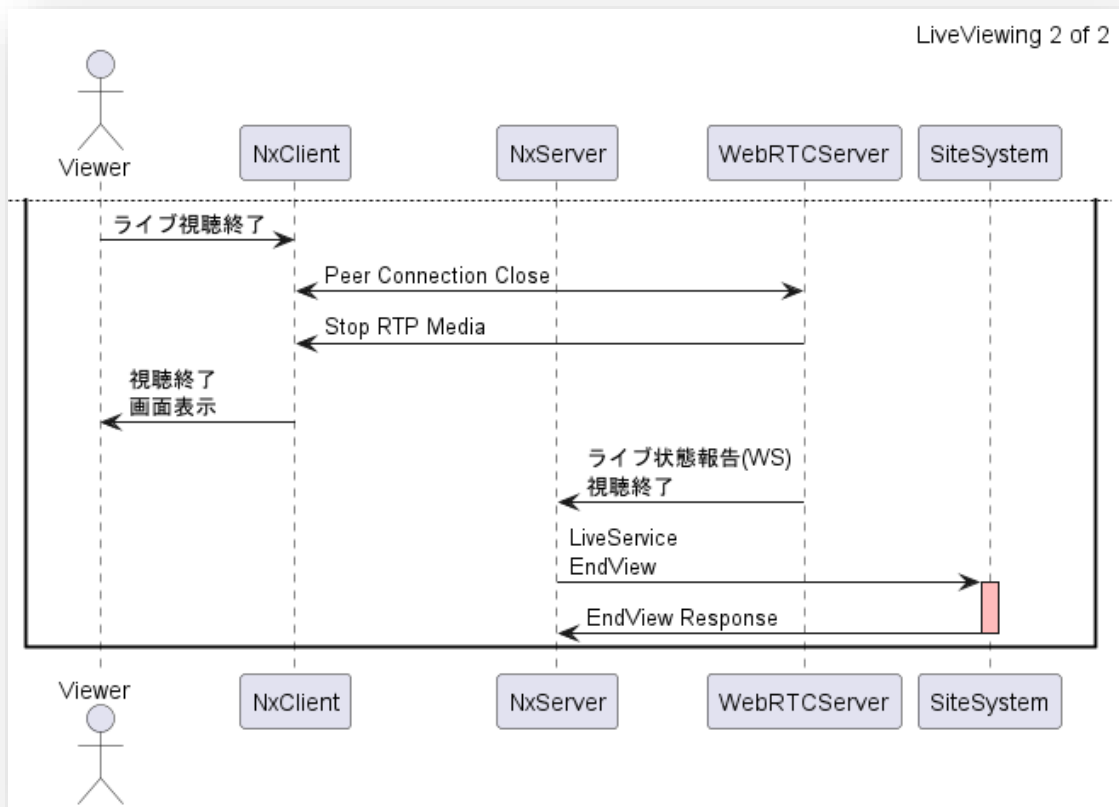 LiveViewing 2 of 2
Viewer
NxClient
NxServer
WebRTCServer
SiteSystem
ライブ視聴終了
Peer Connection Close
Stop RTP Media
視聴終了
画面表示
ライブ状態報告(WS)
視聴終了
LiveService
EndView
EndView Response
Viewer
NxClient
NxServer
WebRTCServer
SiteSystem